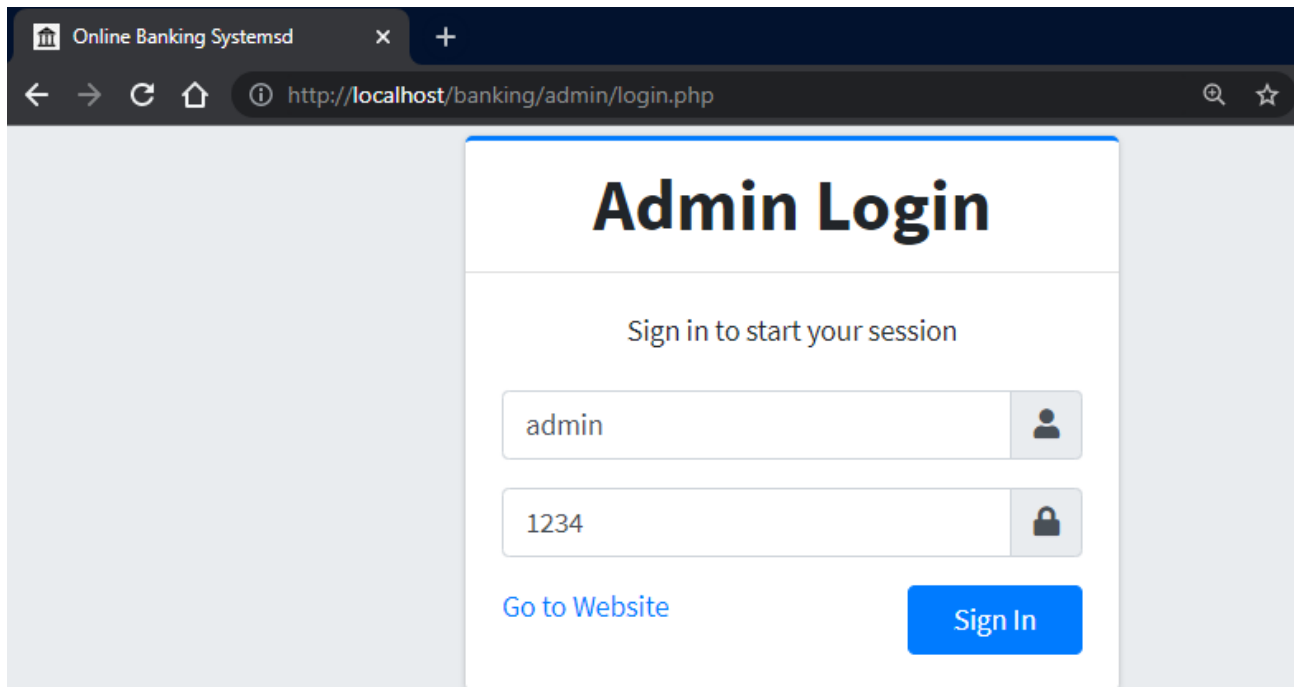 Online Banking Systemsd
http://localhost/banking/admin/login.php
Admin Login
Sign in to start your session
admin
1234
Go to Website
Sign In